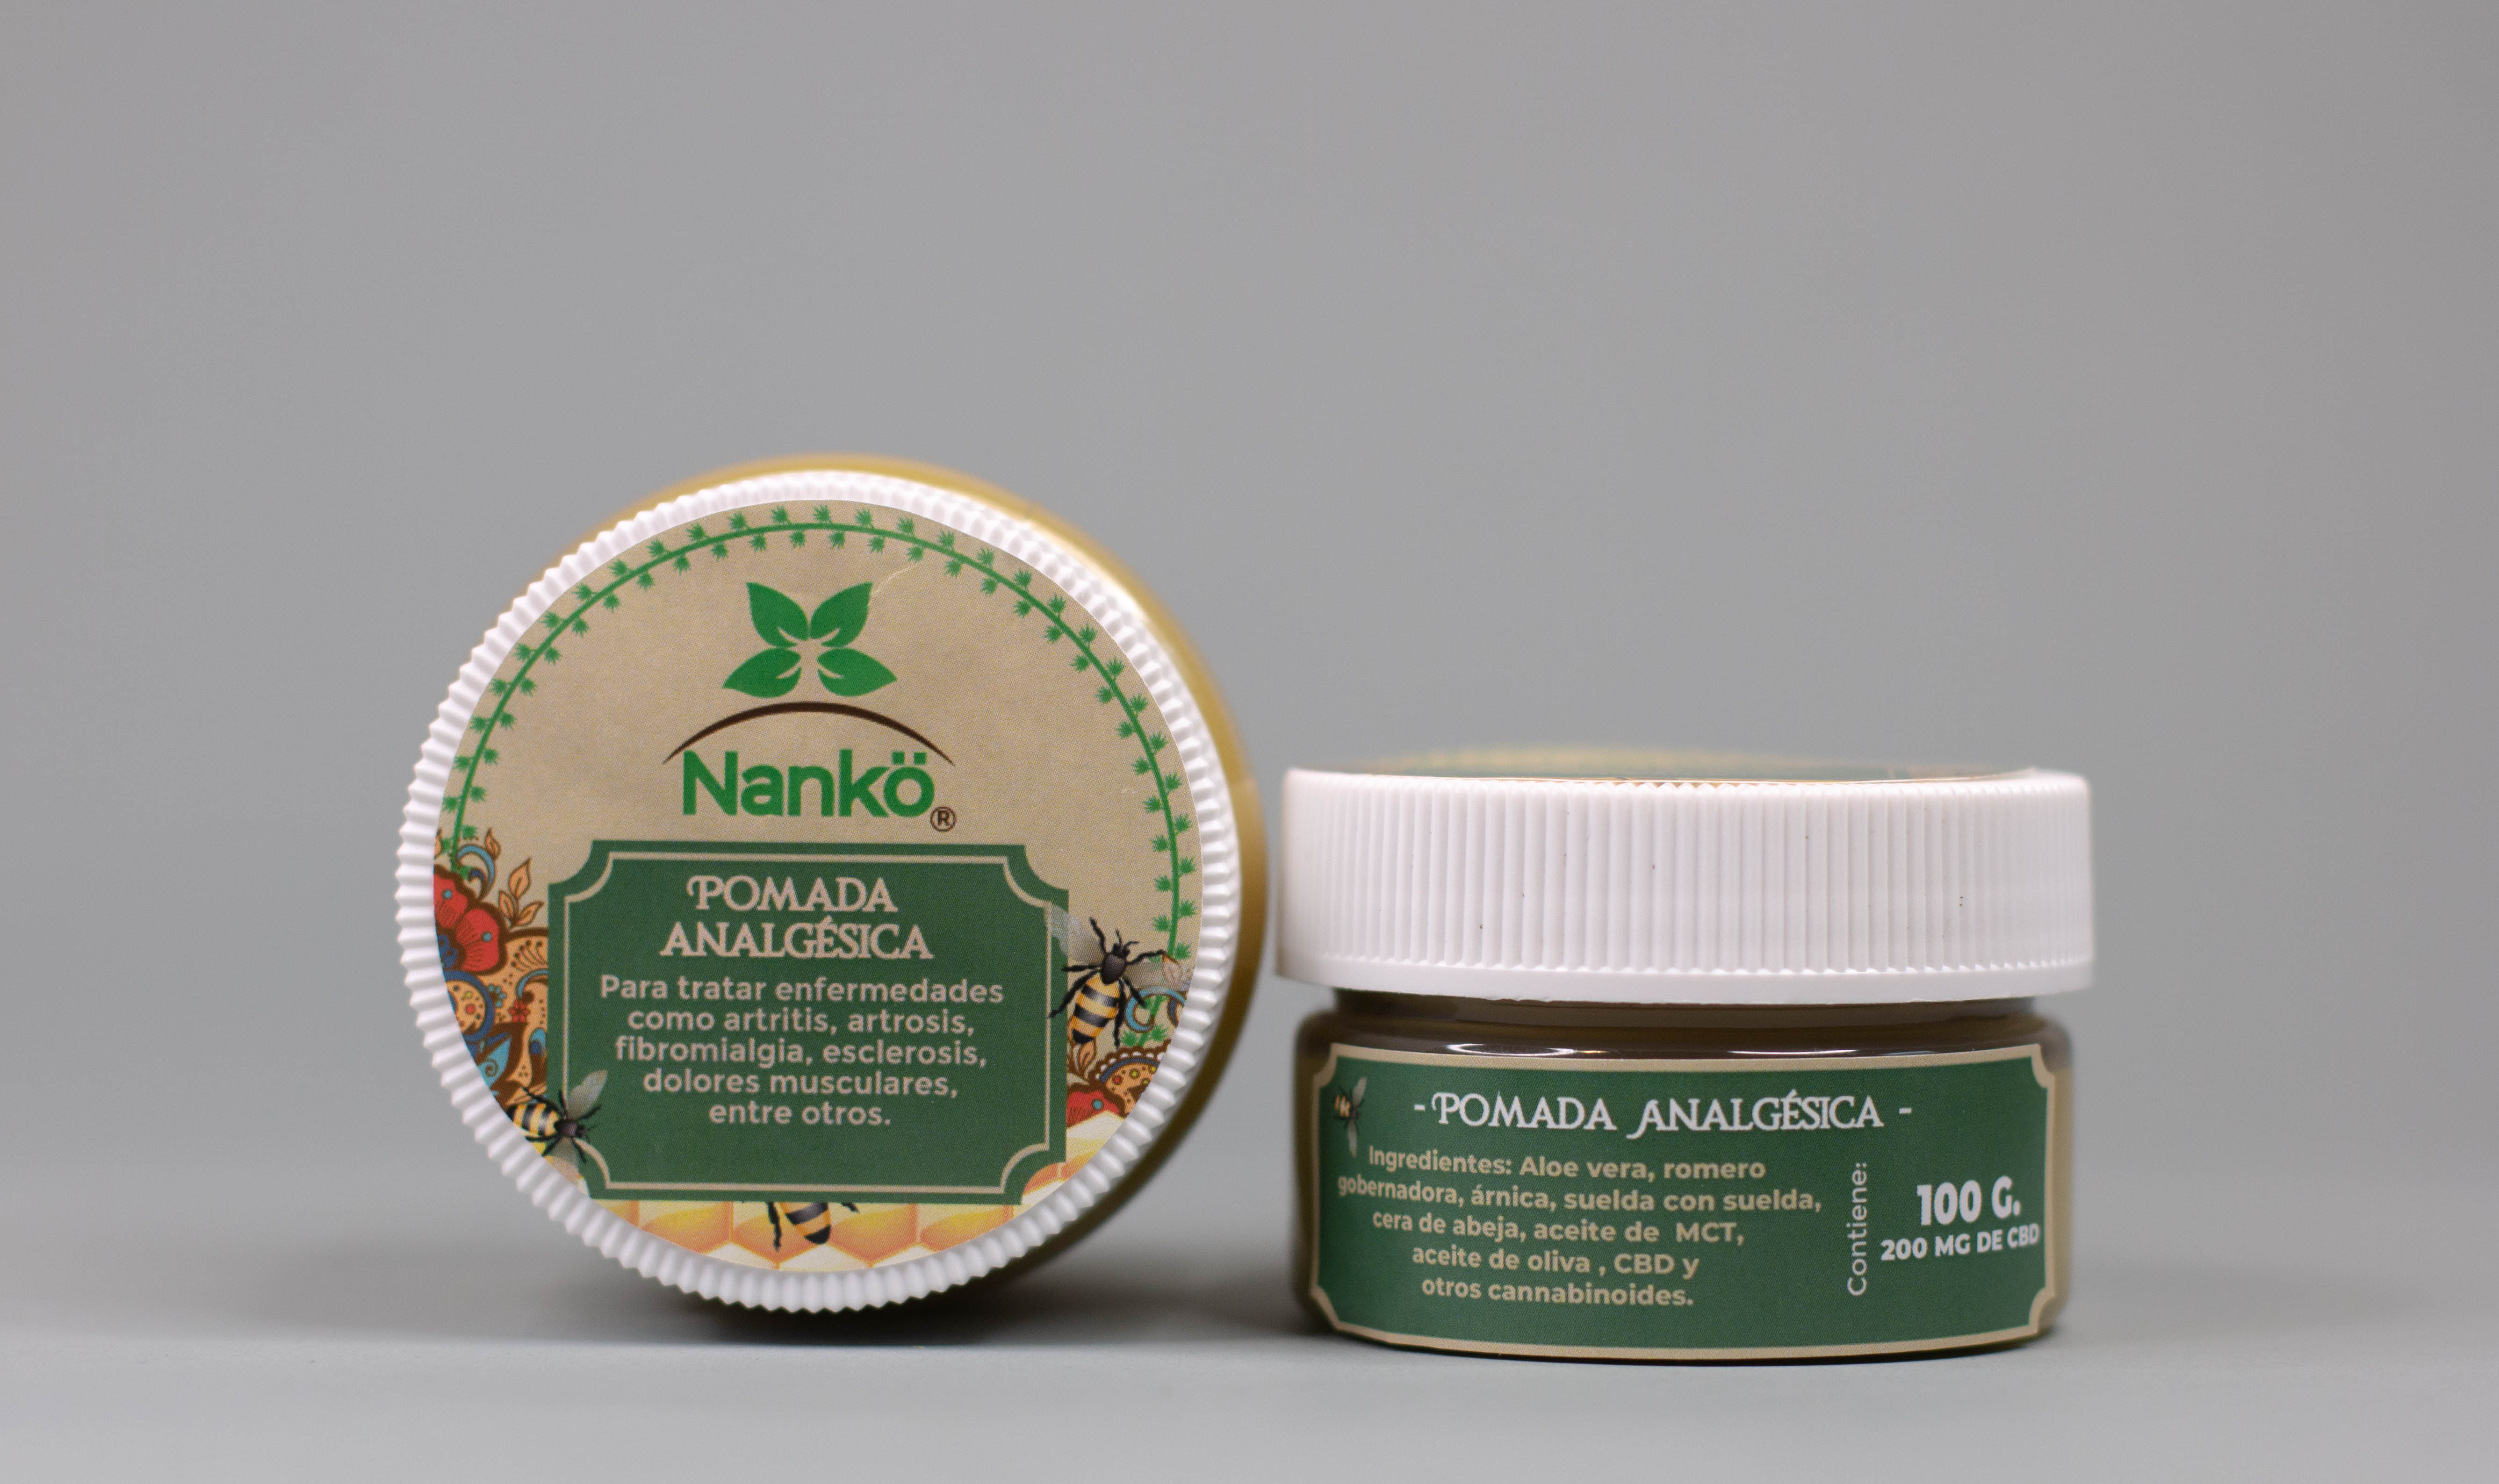 Nankö®
POMADA
ANALGÉSICA
Para tratar enfermedades
como artritis, artrosis,
fibromialgia, esclerosis,
dolores musculares,
entre otros.
- POMADA ANALGÉSICA -
Ingredientes: Aloe vera, romero
gobernadora, árnica, suelda con suelda,
cera de abeja, aceite de MCT,
aceite de oliva , CBD y
otros cannabinoides.
Contiene:
100 G.
200 MG DE CBD